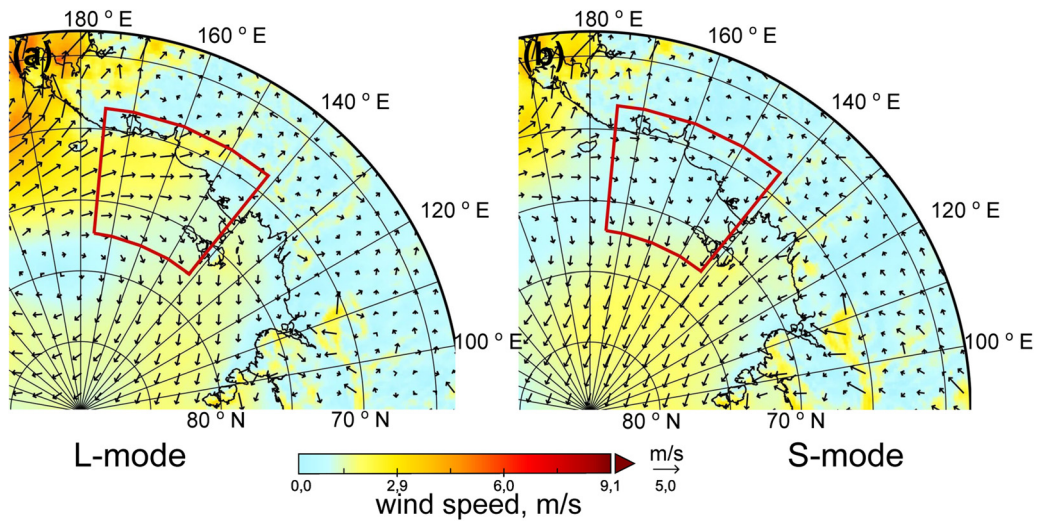 180 ° E
180 ° E
160 ° E
160 ° E
(a)
(b)
140 ° E
140 ° E
120 °E
120 °E
100 °E
100 °E
80 ° N
70 ° N
80 ° N
70 ° N
L-mode
S-mode
m/s
0,0
2,9
6,0
9,1
5,0
wind speed, m/s